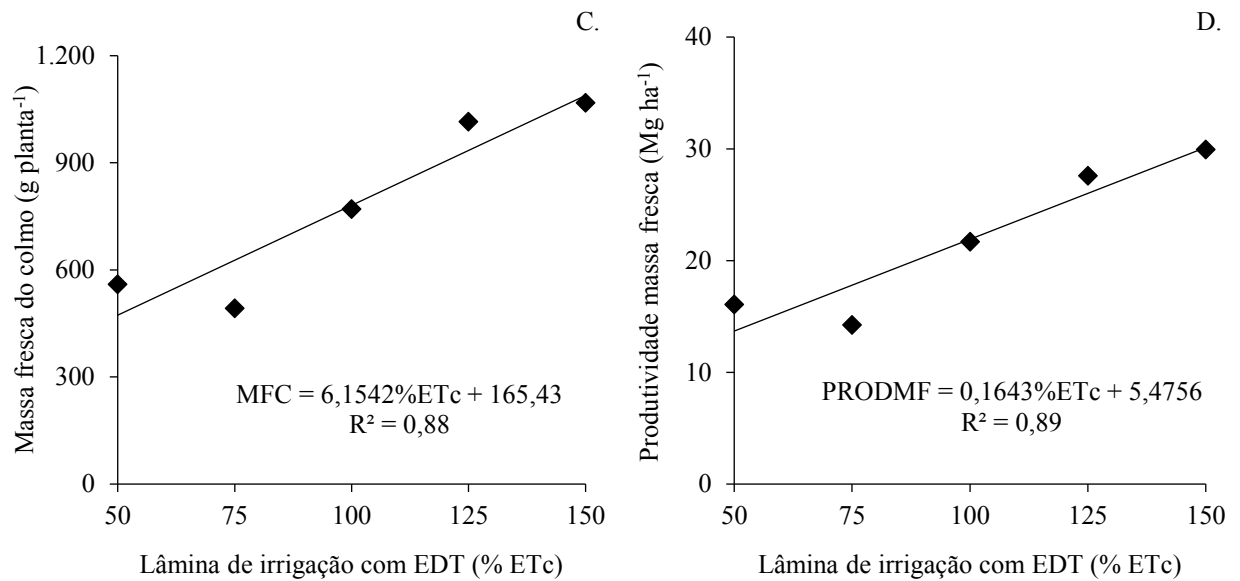 C.
Massa fresca do colmo (g planta⁻¹)
1.200
900
600
300
0
MFC = 6,1542%ETc + 165,43
R² = 0,88
50 75 100 125 150
Lâmina de irrigação com EDT (% ETc)
D.
Produtividade massa fresca (Mg ha⁻¹)
40
30
20
10
0
PRODMF = 0,1643%ETc + 5,4756
R² = 0,89
50 75 100 125 150
Lâmina de irrigação com EDT (% ETc)